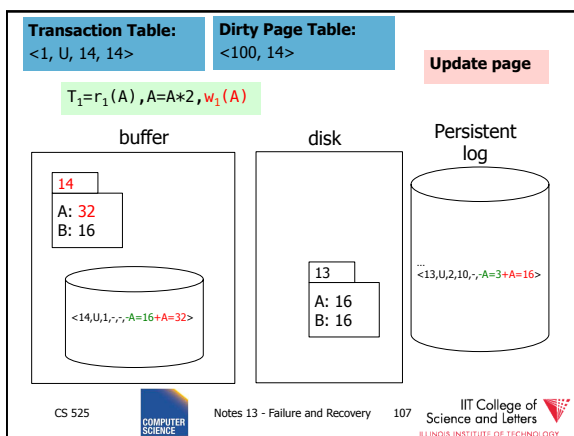 Transaction Table:
<1, U, 14, 14>
Dirty Page Table:
<100, 14>
Update page
T1=r1(A),A=A*2,w1(A)
buffer
disk
Persistent
log
14
A: 32
B: 16
<14,U,1,-,-,-A=16+A=32>
13
A: 16
B: 16
...
<13,U,2,10,-,-A=3+A=16>
CS 525
COMPUTER
SCIENCE
Notes 13 - Failure and Recovery
107
IIT College of
Science and Letters
ILLINOIS INSTITUTE OF TECHNOLOGY